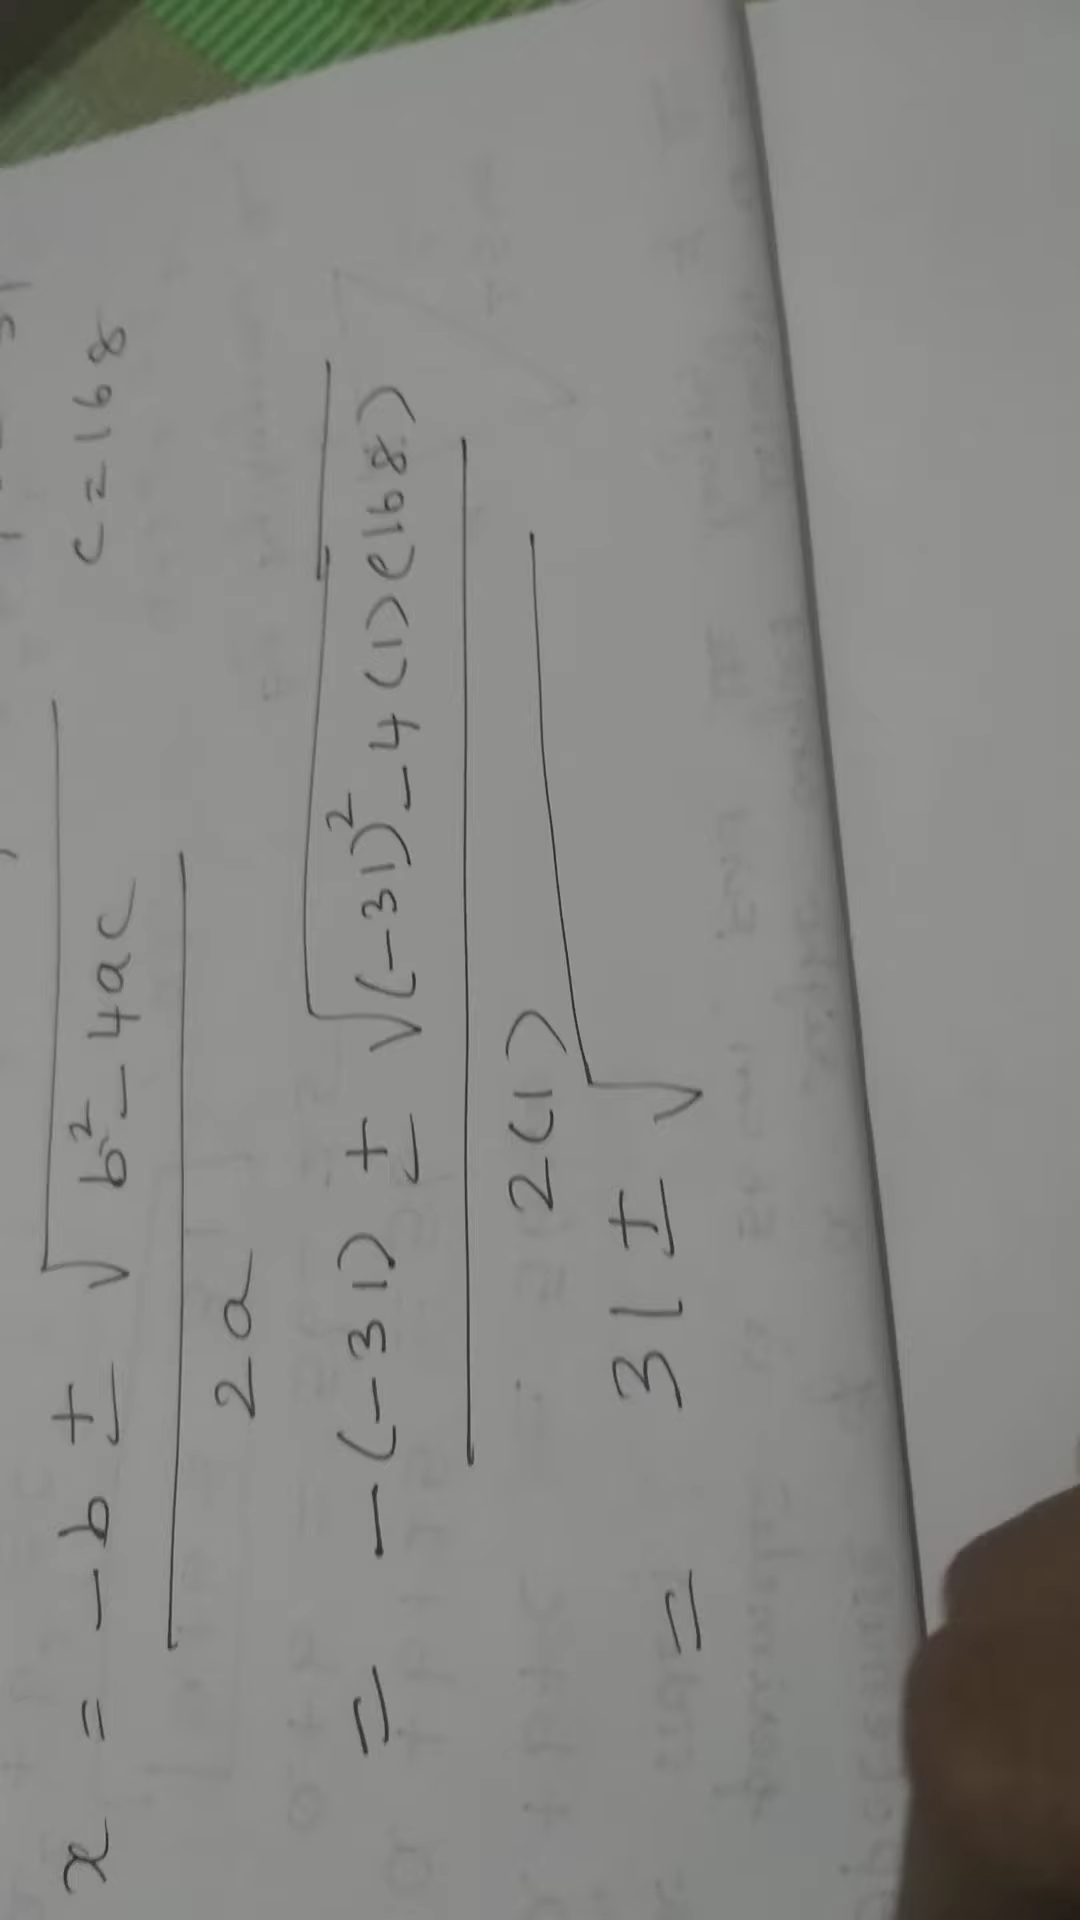 c = 168
x = -b ± √b²-4ac
2a
= -(-31) ± √(-31)²-4(1)(168)
2(1)
= 31 ± √